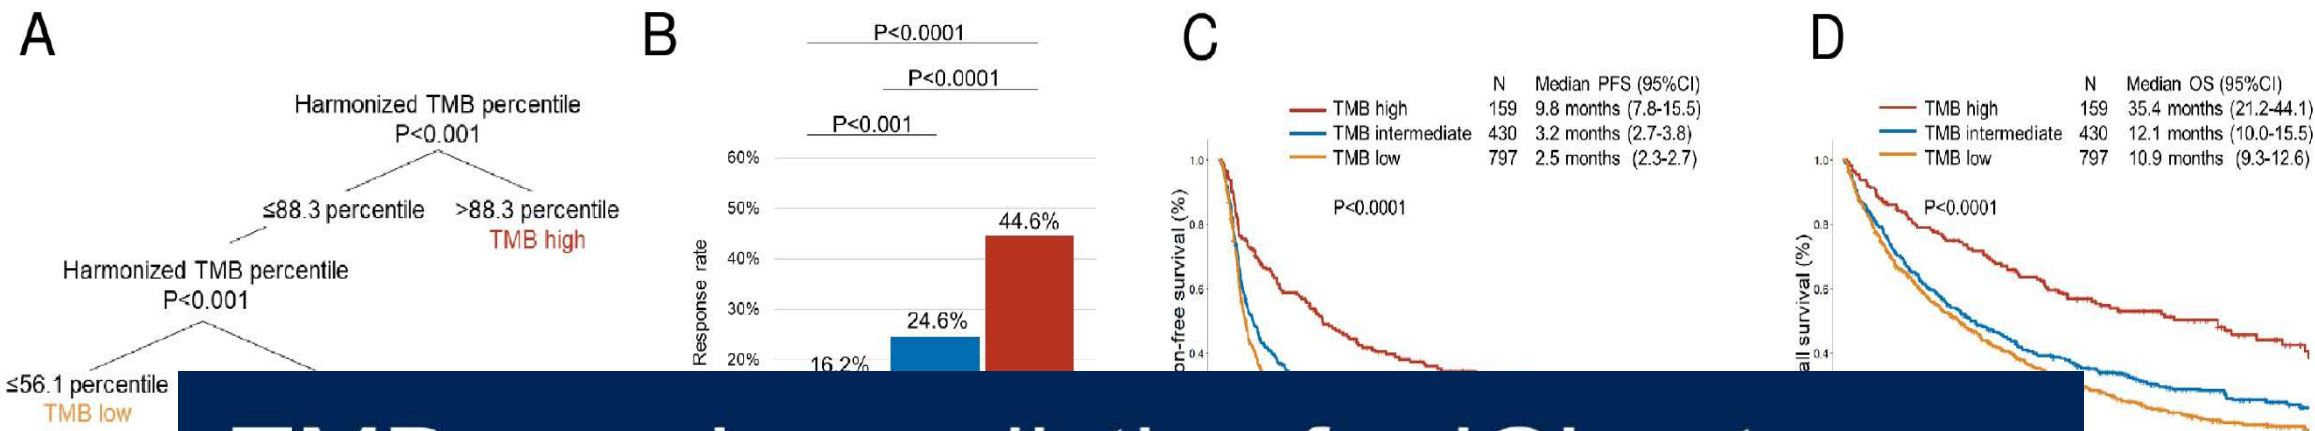 A
Harmonized TMB percentile
P<0.001
≤88.3 percentile
>88.3 percentile
TMB high
Harmonized TMB percentile
P<0.001
≤56.1 percentile
TMB low
B
P<0.0001
P<0.0001
P<0.001
60%
50%
40%
30%
20%
Response rate
44.6%
24.6%
16.2%
C
N Median PFS (95%CI)
TMB high 159 9.8 months (7.8-15.5)
TMB intermediate 430 3.2 months (2.7-3.8)
TMB low 797 2.5 months (2.3-2.7)
P<0.0001
1.0
0.8
0.6
0.4
on-free survival (%)
D
N Median OS (95%CI)
TMB high 159 35.4 months (21.2-44.1)
TMB intermediate 430 12.1 months (10.0-15.5)
TMB low 797 10.9 months (9.3-12.6)
P<0.0001
1.0
0.8
0.6
0.4
all survival (%)